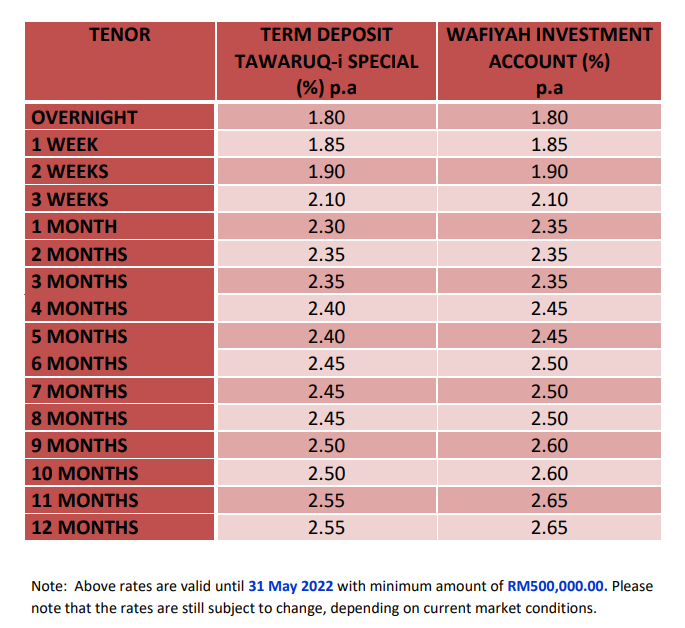 TENOR TERM DEPOSIT TAWARUQ-i SPECIAL (%) p.a WAFIYAH INVESTMENT ACCOUNT (%) p.a
OVERNIGHT 1.80 1.80
1 WEEK 1.85 1.85
2 WEEKS 1.90 1.90
3 WEEKS 2.10 2.10
1 MONTH 2.30 2.35
2 MONTHS 2.35 2.35
3 MONTHS 2.35 2.35
4 MONTHS 2.40 2.45
5 MONTHS 2.40 2.45
6 MONTHS 2.45 2.50
7 MONTHS 2.45 2.50
8 MONTHS 2.45 2.50
9 MONTHS 2.50 2.60
10 MONTHS 2.50 2.60
11 MONTHS 2.55 2.65
12 MONTHS 2.55 2.65
Note: Above rates are valid until 31 May 2022 with minimum amount of RM500,000.00. Please
note that the rates are still subject to change, depending on current market conditions.